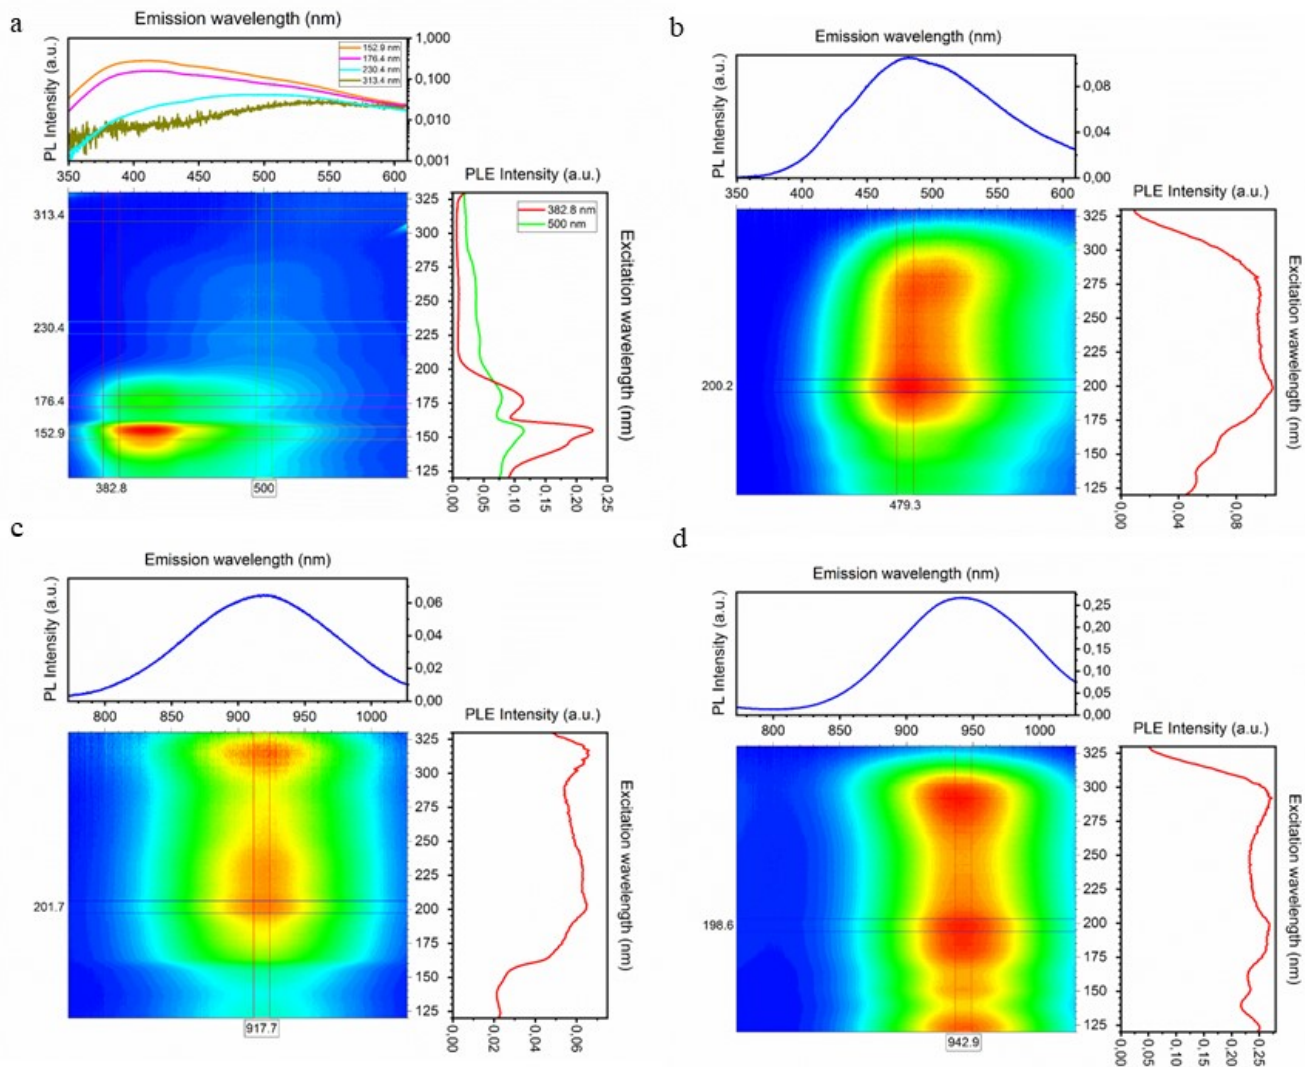 a
Emission wavelength (nm)
PL Intensity (a.u.)
152.9 nm
176.4 nm
230.4 nm
313.4 nm
1,000
0,100
0,010
0,001
350 400 450 500 550 600
PLE Intensity (a.u.)
313.4
230.4
176.4
152.9
382.8
500
382.8 nm
500 nm
325
300
275
250
225
200
175
150
125
0.00 0.05 0.10 0.15 0.20 0.25
Excitation wavelength (nm)
b
Emission wavelength (nm)
PL Intensity (a.u.)
0,08
0,04
0,00
350 400 450 500 550 600
PLE Intensity (a.u.)
200.2
479.3
325
300
275
250
225
200
175
150
125
0,00 0,04 0,08
Excitation wawelength (nm)
c
Emission wavelength (nm)
PL Intensity (a.u.)
0,06
0,04
0,02
0,00
800 850 900 950 1000
PLE Intensity (a.u.)
201.7
917.7
325
300
275
250
225
200
175
150
125
0,00 0,02 0,04 0,06
Excitation wavelength (nm)
d
Emission wavelength (nm)
PL Intensity (a.u.)
0,25
0,20
0,15
0,10
0,05
0,00
800 850 900 950 1000
PLE Intensity (a.u.)
198.6
942.9
325
300
275
250
225
200
175
150
125
0,00 0,05 0,10 0,15 0,20 0,25
Excitation wavelength (nm)